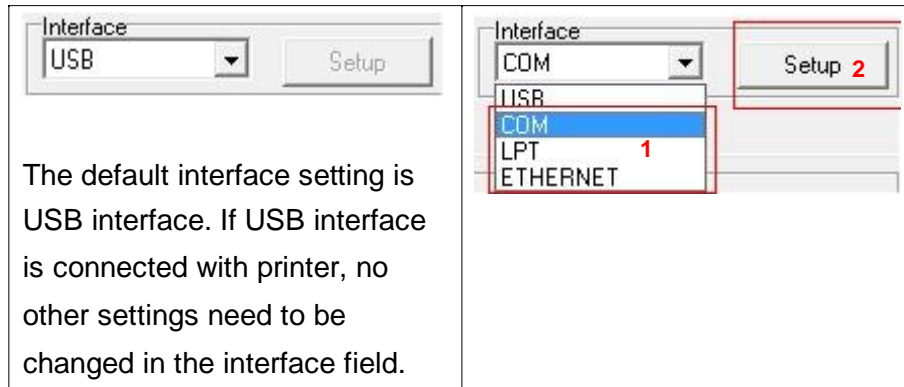 Interface
USB
Setup
The default interface setting is
USB interface. If USB interface
is connected with printer, no
other settings need to be
changed in the interface field.
Interface
COM
Setup 2
USB
COM
LPT 1
ETHERNET